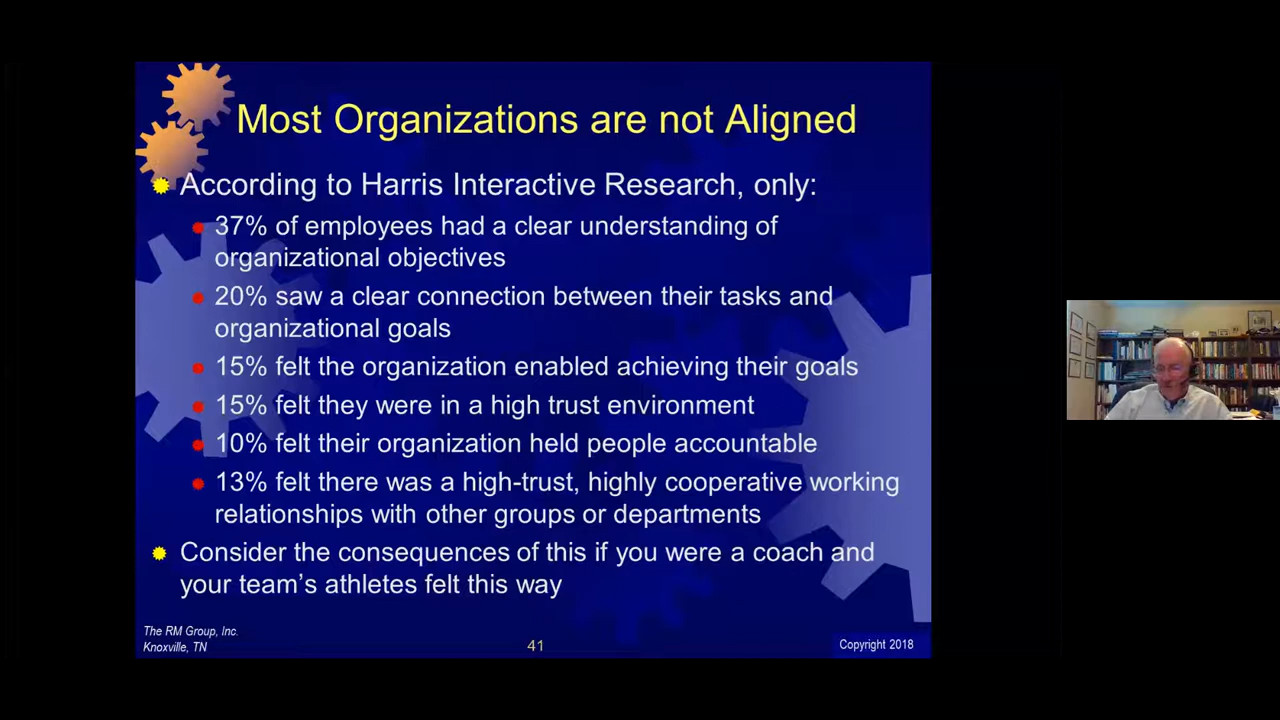 Most Organizations are not Aligned
According to Harris Interactive Research, only:
37% of employees had a clear understanding of
organizational objectives
20% saw a clear connection between their tasks and
organizational goals
15% felt the organization enabled achieving their goals
15% felt they were in a high trust environment
10% felt their organization held people accountable
13% felt there was a high-trust, highly cooperative working
relationships with other groups or departments
Consider the consequences of this if you were a coach and
your team’s athletes felt this way
The RM Group, Inc.
Knoxville, TN
41
Copyright 2018